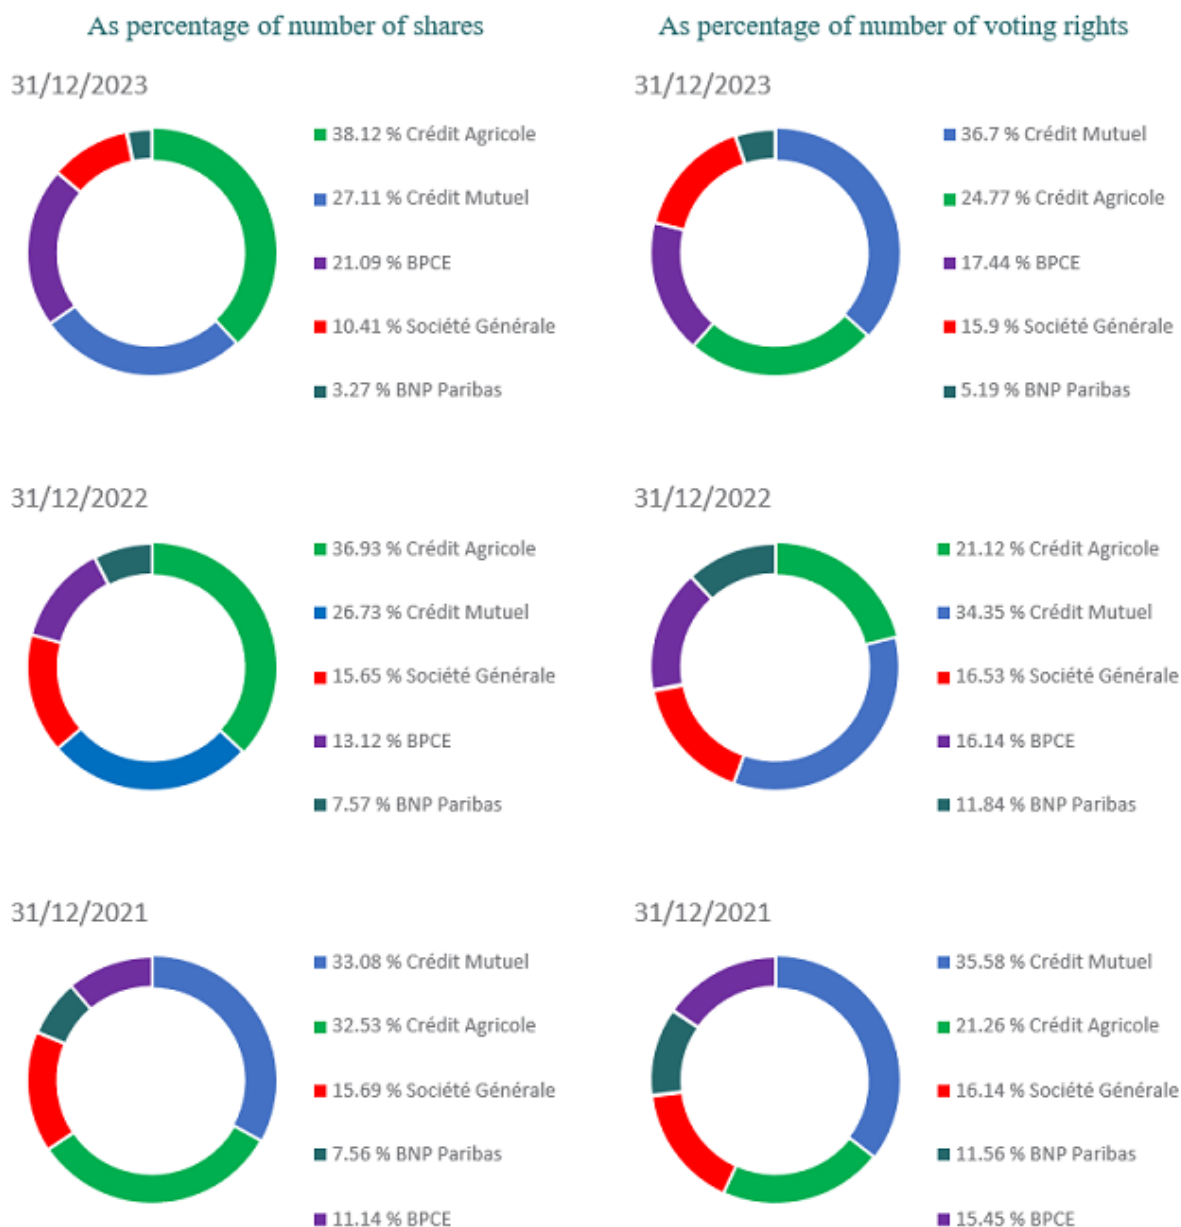 As percentage of number of shares
As percentage of number of voting rights
31/12/2023
38.12 % Crédit Agricole
27.11 % Crédit Mutuel
21.09 % BPCE
10.41 % Société Générale
3.27 % BNP Paribas
31/12/2023
36.7 % Crédit Mutuel
24.77 % Crédit Agricole
17.44 % BPCE
15.9 % Société Générale
5.19 % BNP Paribas
31/12/2022
36.93 % Crédit Agricole
26.73 % Crédit Mutuel
15.65 % Société Générale
13.12 % BPCE
7.57 % BNP Paribas
31/12/2022
21.12 % Crédit Agricole
34.35 % Crédit Mutuel
16.53 % Société Générale
16.14 % BPCE
11.84 % BNP Paribas
31/12/2021
33.08 % Crédit Mutuel
32.53 % Crédit Agricole
15.69 % Société Générale
7.56 % BNP Paribas
11.14 % BPCE
31/12/2021
35.58 % Crédit Mutuel
21.26 % Crédit Agricole
16.14 % Société Générale
11.56 % BNP Paribas
15.45 % BPCE